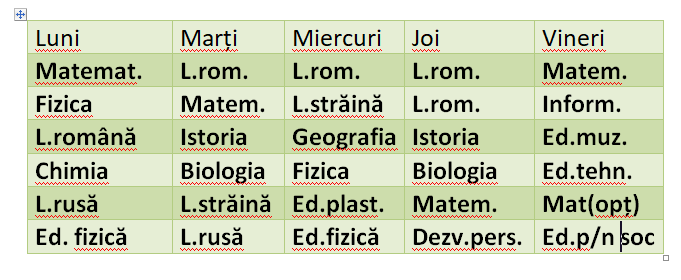 Luni Marți Miercuri Joi Vineri
Matemat. L.rom. L.rom. L.rom. Matem.
Fizica Matem. L.străină L.rom. Inform.
L.română Istoria Geografia Istoria Ed.muz.
Chimia Biologia Fizica Biologia Ed.tehn.
L.rusă L.străină Ed.plast. Matem. Mat(opț)
Ed. fizică L.rusă Ed.fizică Dezv.pers. Ed.p/n soc